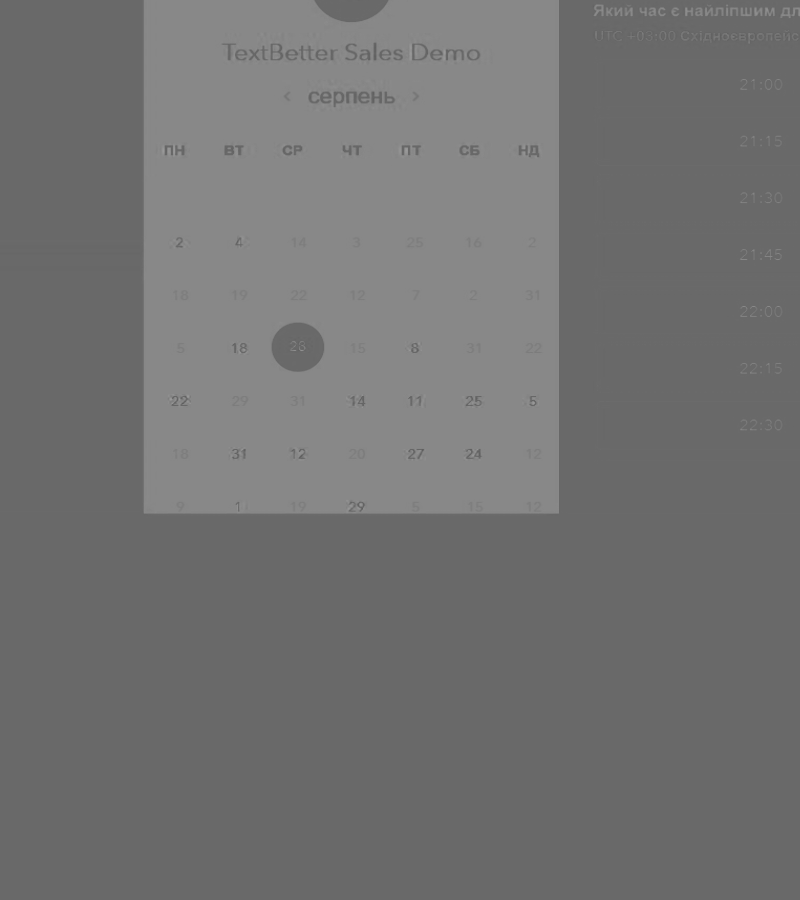 TextBetter Sales Demo
‹ серпень ›
ПН ВТ СР ЧТ ПТ СБ НД
2 4 14 3 25 16 2
18 19 22 12 7 2 31
5 18 26 15 8 31 22
22 29 31 14 11 25 5
18 31 12 20 27 24 12
9 1 19 29 5 15 12
Який час є найліпшим
UTC +03:00
21:00
21:15
21:30
21:45
22:00
22:15
22:30